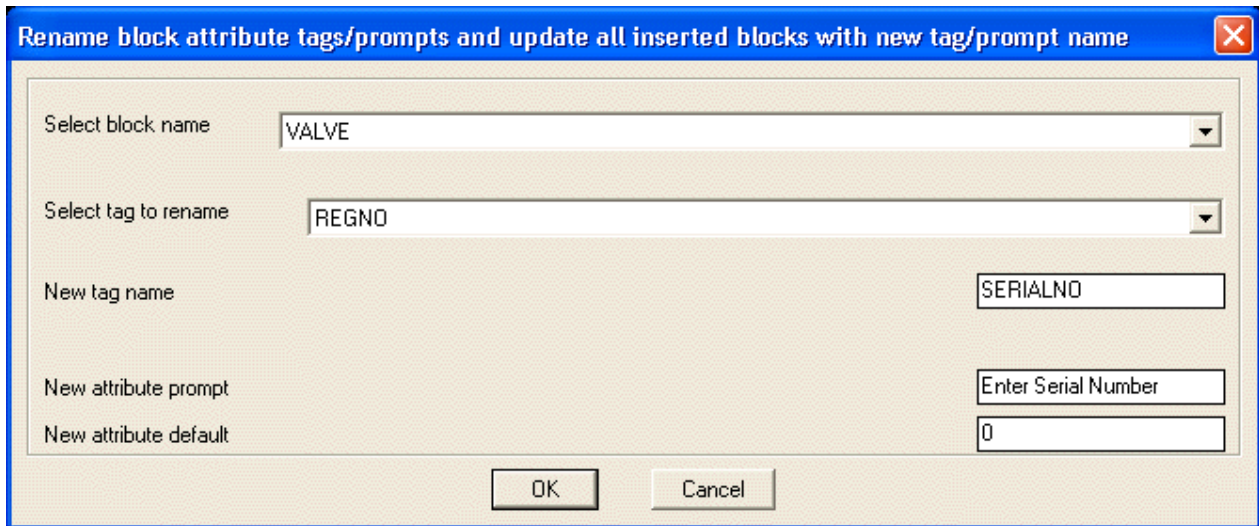 Rename block attribute tags/prompts and update all inserted blocks with new tag/prompt name
Select block name VALVE
Select tag to rename REGNO
New tag name SERIALNO
New attribute prompt Enter Serial Number
New attribute default 0
OK Cancel